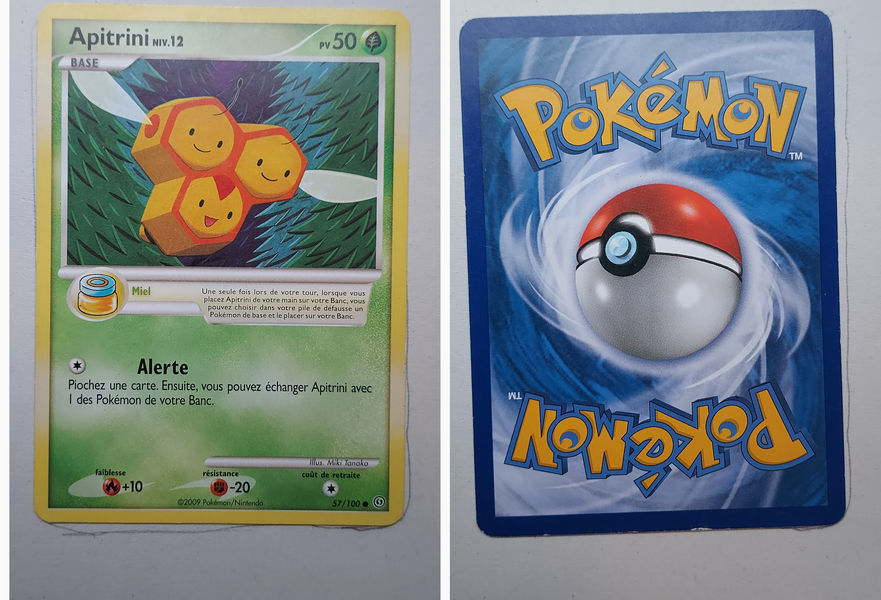 Apitrini NIV.12 PV 50
BASE
Miel
Une seule fois lors de votre tour, lorsque vous
placez Apitrini de votre main sur votre Banc, vous
pouvez choisir dans votre pile de défausse un
Pokémon de base et le placer sur votre Banc.
Alerte
Piochez une carte. Ensuite, vous pouvez échanger Apitrini avec
1 des Pokémon de votre Banc.
Illus. Miki Tanaka
faiblesse résistance coût de retraite
+10 -20
©2009 Pokémon/Nintendo 57/100
POKéMON
TM
TM
POKéMON